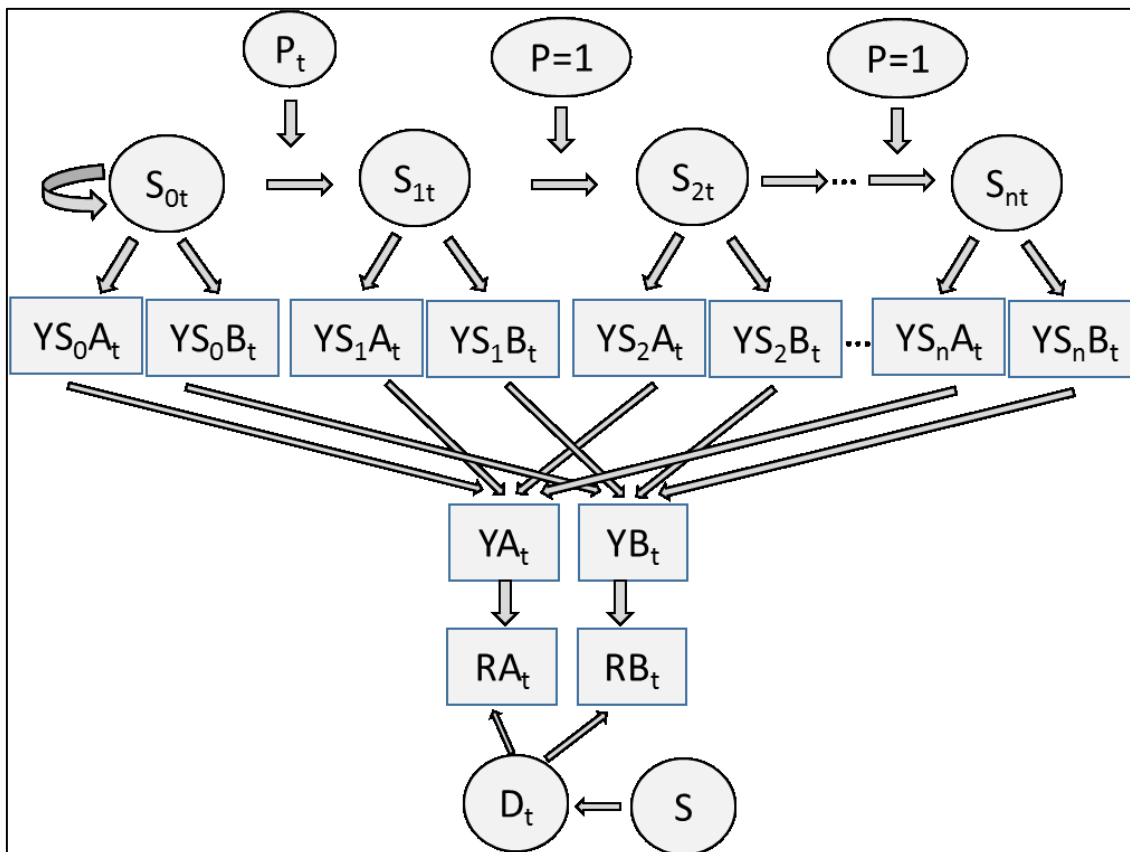 Pₜ P=1 P=1
S₀ₜ S₁ₜ S₂ₜ ... Sₙₜ
YS₀Aₜ YS₀Bₜ YS₁Aₜ YS₁Bₜ YS₂Aₜ YS₂Bₜ ... YSₙAₜ YSₙBₜ
YAₜ YBₜ
RAₜ RBₜ
Dₜ S